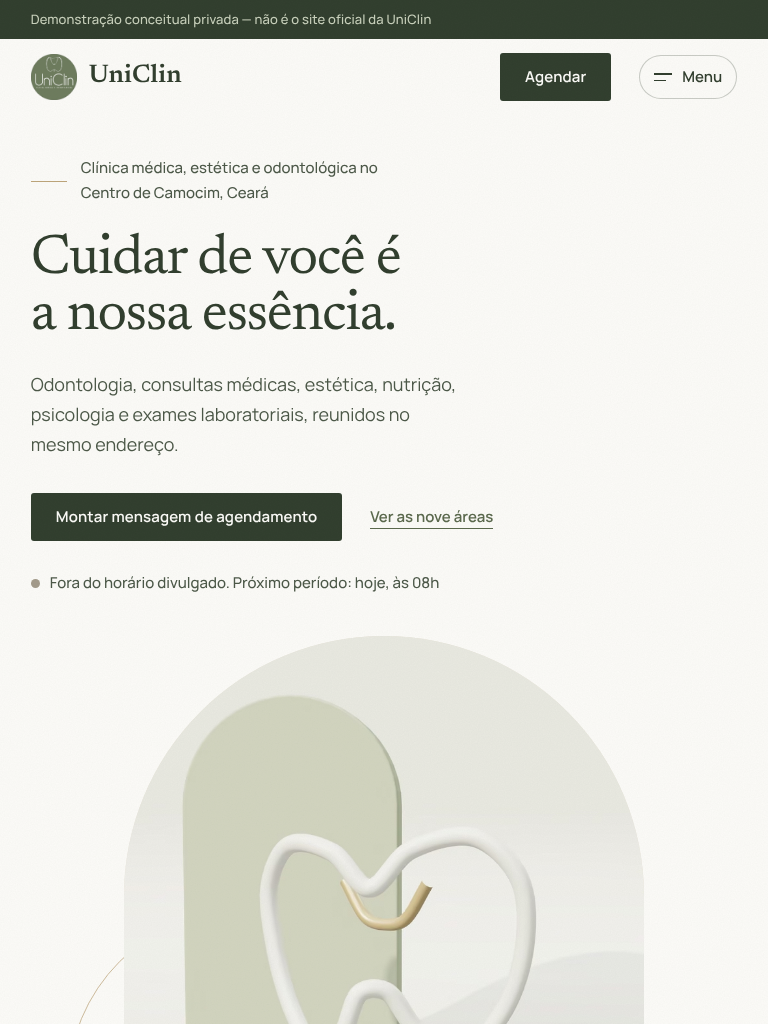 Demonstração conceitual privada — não é o site oficial da UniClin
UniClin
UniClin
Agendar
Menu
Clínica médica, estética e odontológica no
Centro de Camocim, Ceará
Cuidar de você é
a nossa essência.
Odontologia, consultas médicas, estética, nutrição,
psicologia e exames laboratoriais, reunidos no
mesmo endereço.
Montar mensagem de agendamento
Ver as nove áreas
Fora do horário divulgado. Próximo período: hoje, às 08h